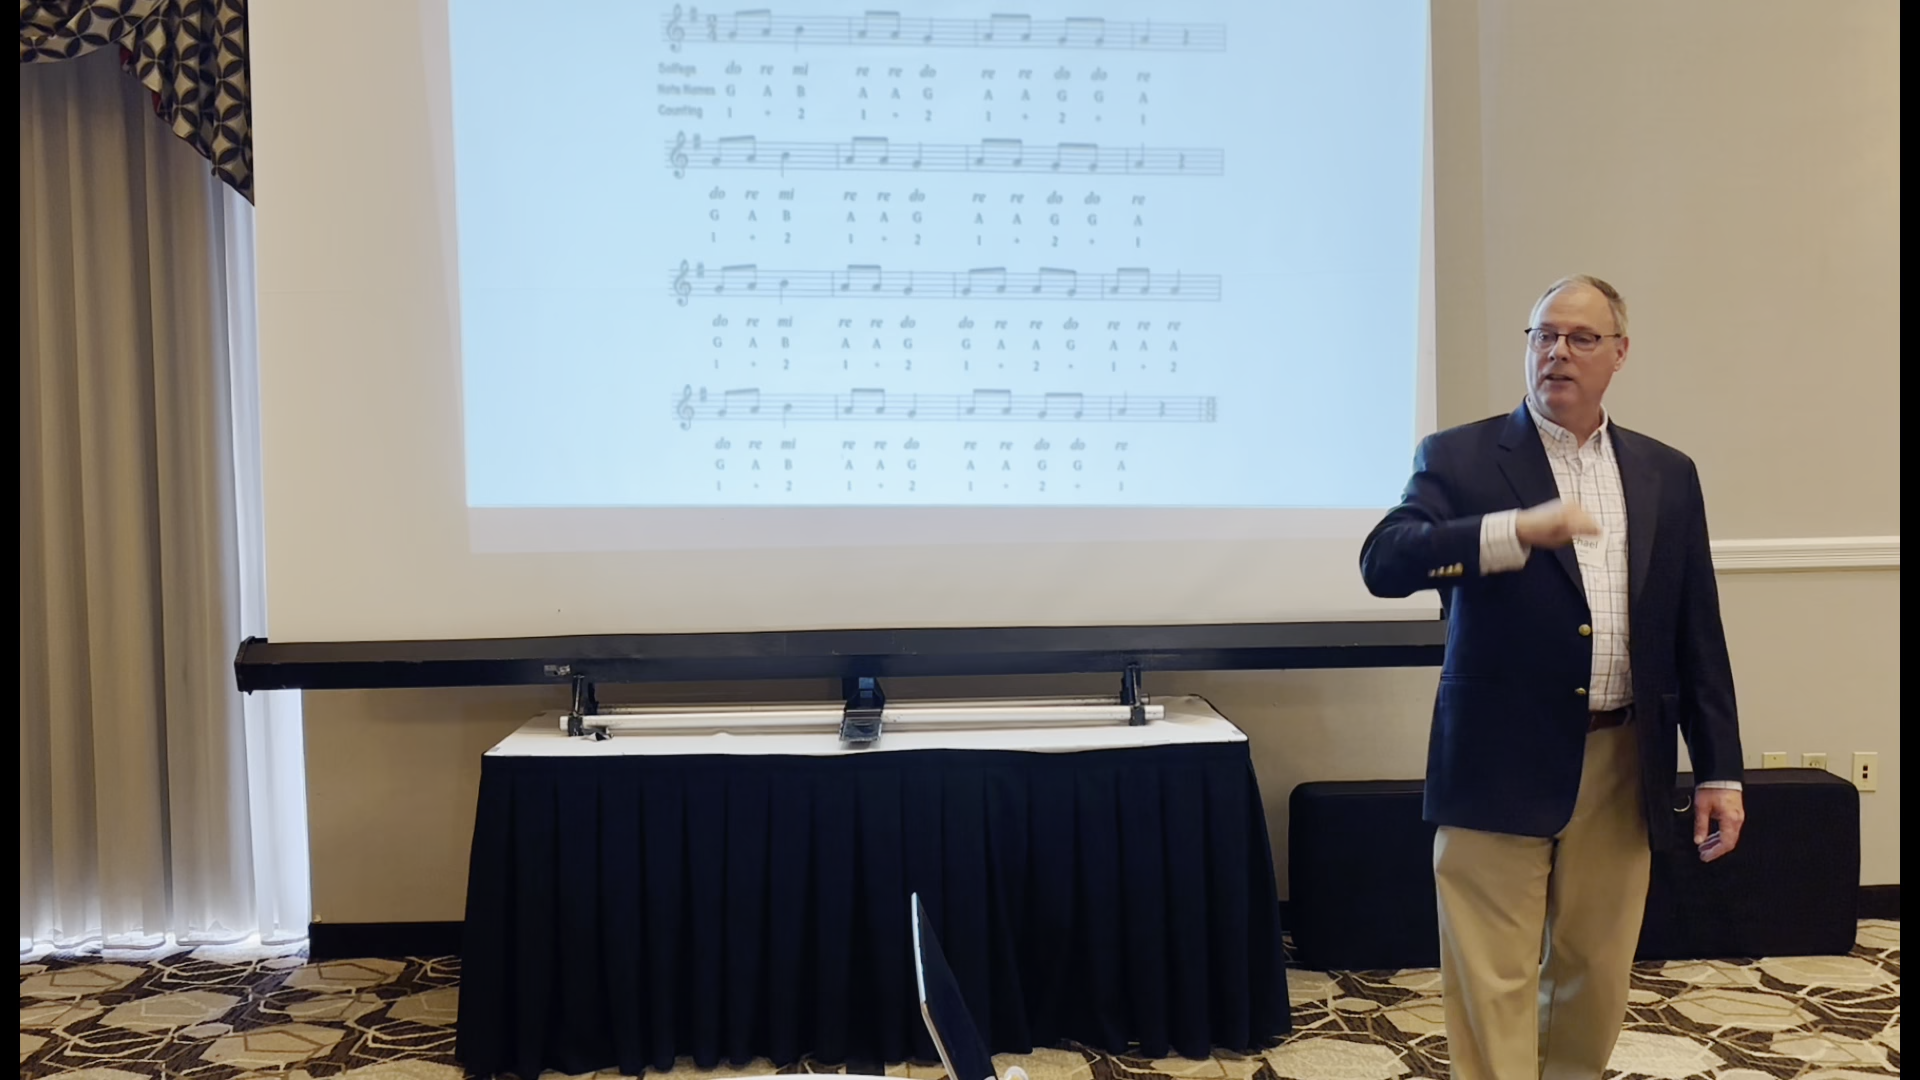 Solfege do re mi re re do re re do do re
Note Names G A B A A G A A G G A
Counting 1 + 2 1 + 2 1 + 2 + 1
do re mi re re do re re do do re
G A B A A G A A G G A
1 + 2 1 + 2 1 + 2 + 1
do re mi re re do do re re do re re re
G A B A A G G A A G A A A
1 + 2 1 + 2 1 + 2 + 1 + 2
do re mi re re do re re do do re
G A B A A G A A G G A
1 + 2 1 + 2 1 + 2 + 1
chael